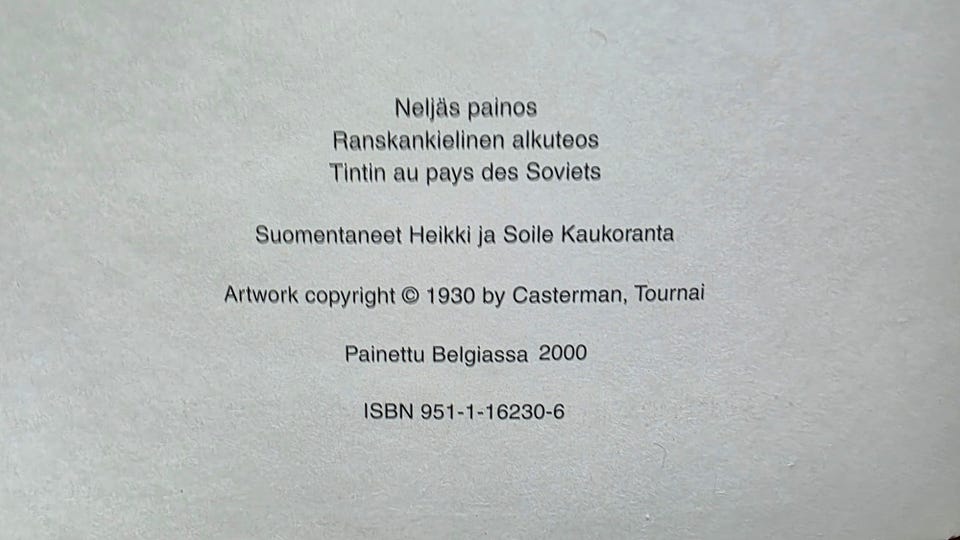 Neljäs painos
Ranskankielinen alkuteos
Tintin au pays des Soviets
Suomentaneet Heikki ja Soile Kaukoranta
Artwork copyright © 1930 by Casterman, Tournai
Painettu Belgiassa 2000
ISBN 951-1-16230-6